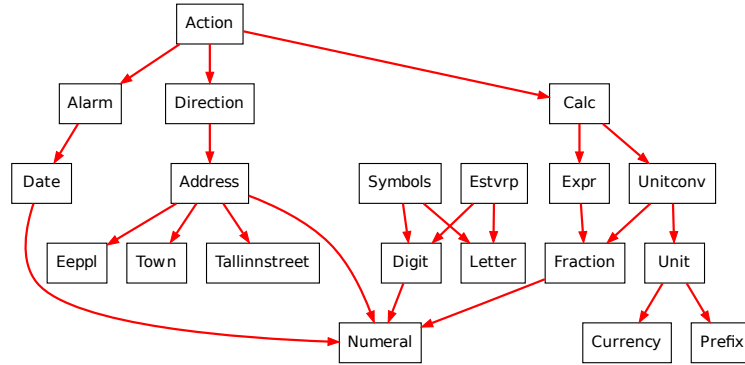 Action
Alarm
Direction
Calc
Date
Address
Symbols
Estvrp
Expr
Unitconv
Eeppl
Town
Tallinnstreet
Digit
Letter
Fraction
Unit
Numeral
Currency
Prefix